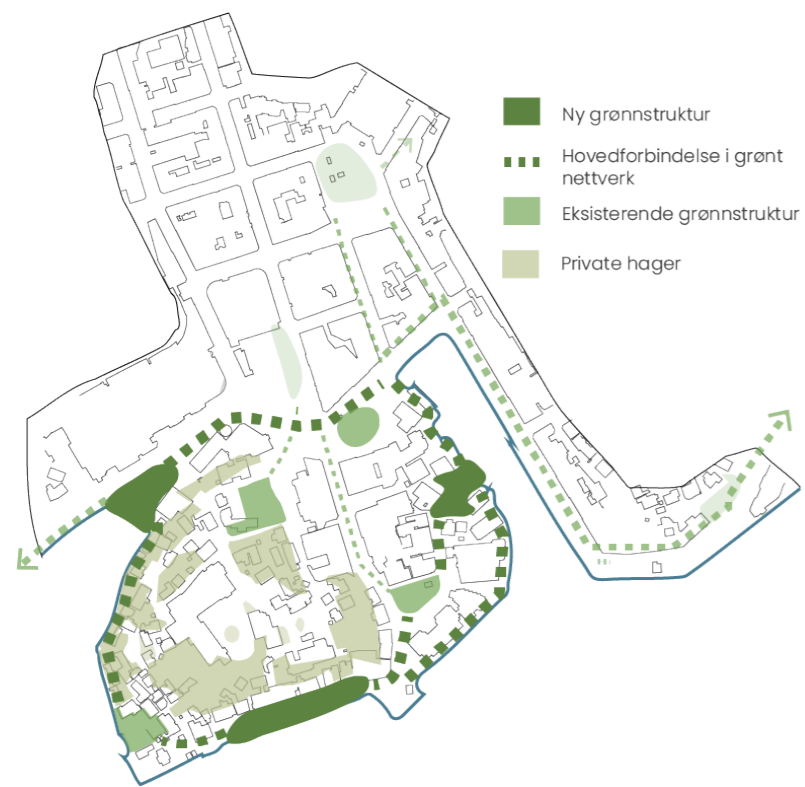 Ny grønnstruktur
Hovedforbindelse i grønt
nettverk
Eksisterende grønnstruktur
Private hager